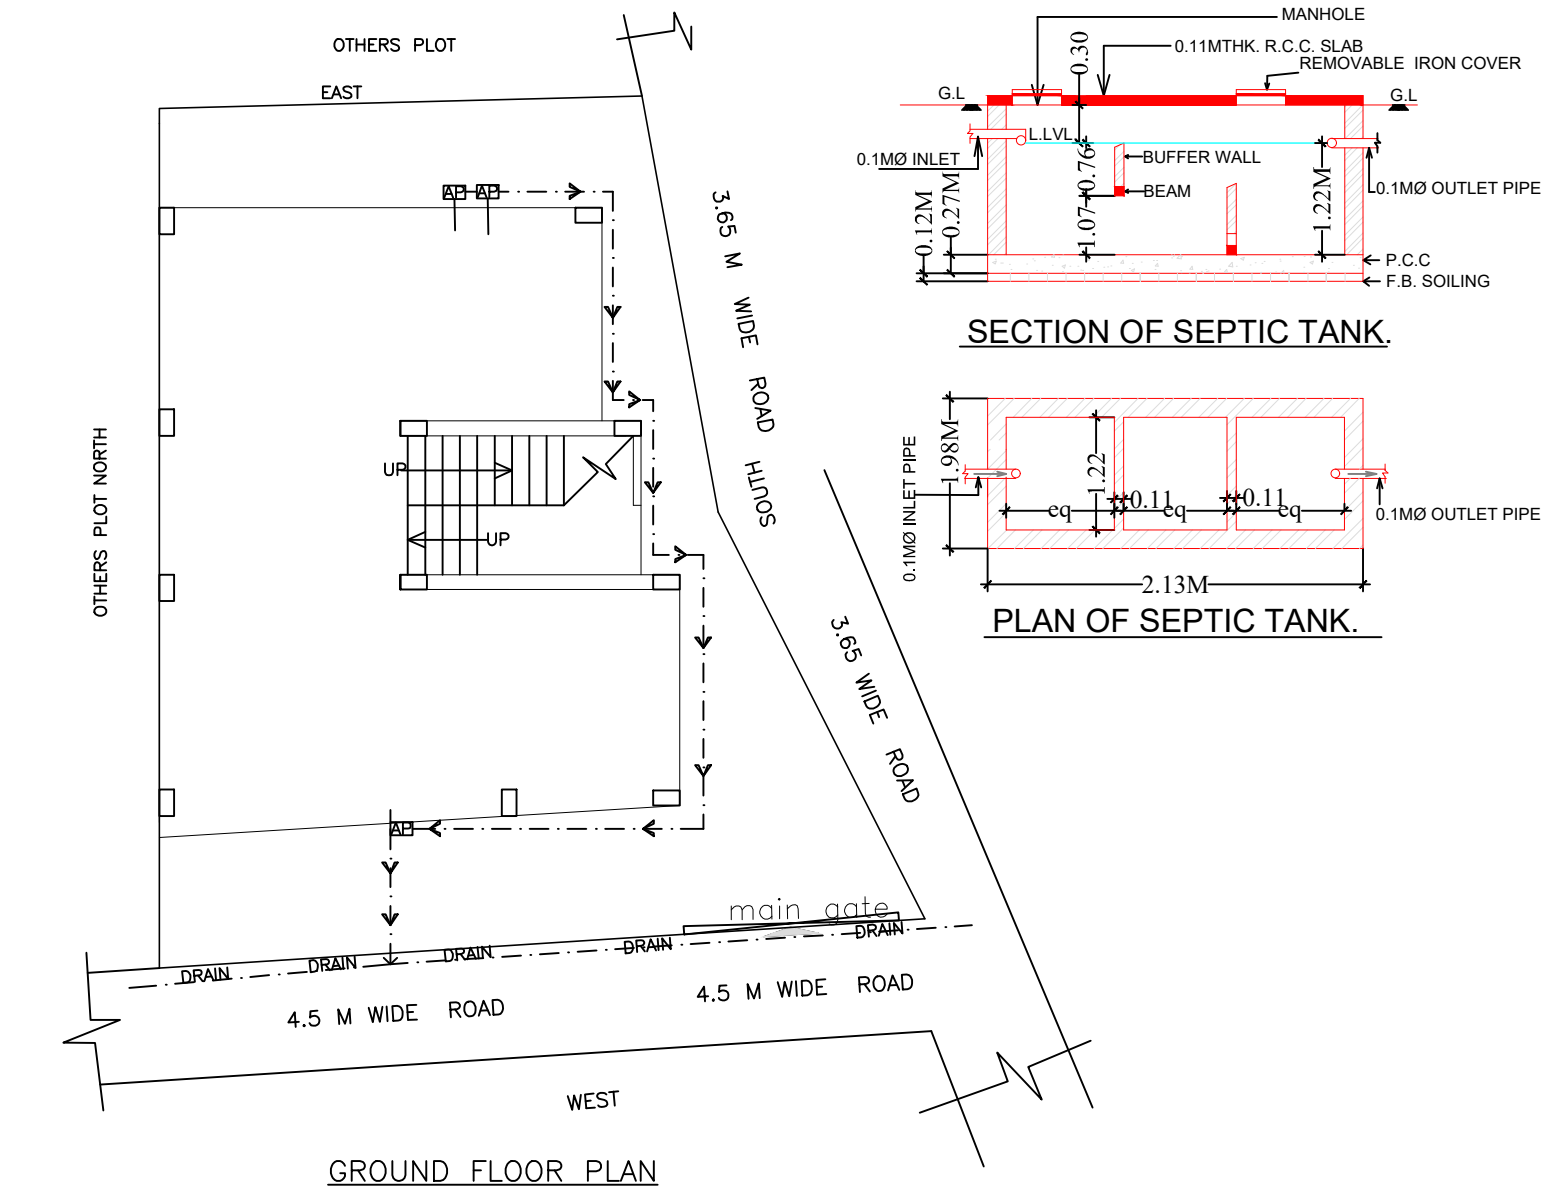 OTHERS PLOT
EAST
AP AP
3.65 M WIDE ROAD SOUTH
OTHERS PLOT NORTH
UP
UP
3.65 WIDE ROAD
AP
main gate
DRAIN DRAIN DRAIN DRAIN DRAIN
4.5 M WIDE ROAD 4.5 M WIDE ROAD
WEST
GROUND FLOOR PLAN
MANHOLE
0.11MTHK. R.C.C. SLAB
REMOVABLE IRON COVER
0.30
G.L G.L
L.LVL
0.1MØ INLET
BUFFER WALL
0.76
BEAM
0.1MØ OUTLET PIPE
0.12M
0.27M
1.07
1.22M
P.C.C
F.B. SOILING
SECTION OF SEPTIC TANK.
0.1MØ INLET PIPE
1.98M
1.22
eq 0.11 eq 0.11 eq
0.1MØ OUTLET PIPE
2.13M
PLAN OF SEPTIC TANK.